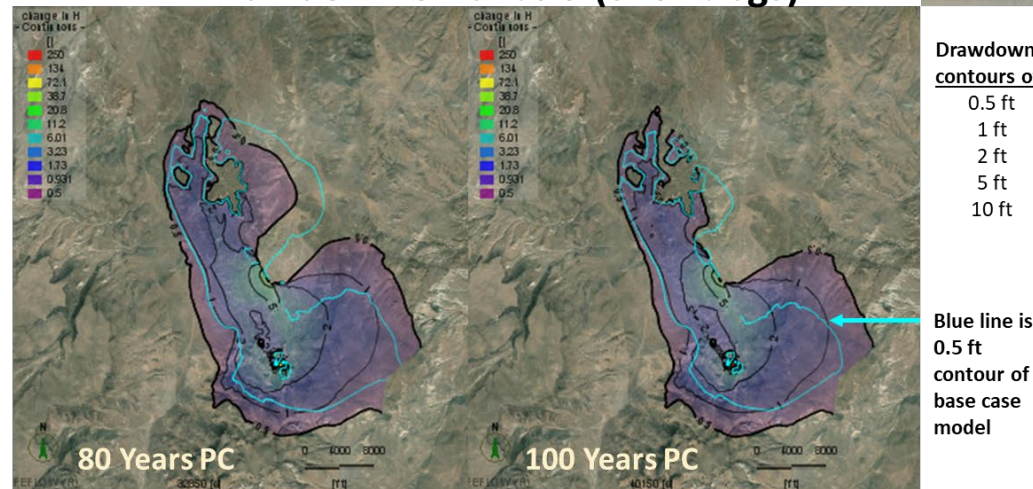 change in H
- Continuous -
[]
250
134
72.1
38.7
20.8
11.2
6.01
3.23
1.73
0.931
0.5
N
80 Years PC
0 4000 8000
[ft]
FEFLOW (R)
change in H
- Continuous -
[]
250
134
72.1
38.7
20.8
11.2
6.01
3.23
1.73
0.931
0.5
N
100 Years PC
0 4000 8000
[ft]
FEFLOW (R)
Drawdown
contours o
0.5 ft
1 ft
2 ft
5 ft
10 ft
Blue line is
0.5 ft
contour of
base case
model